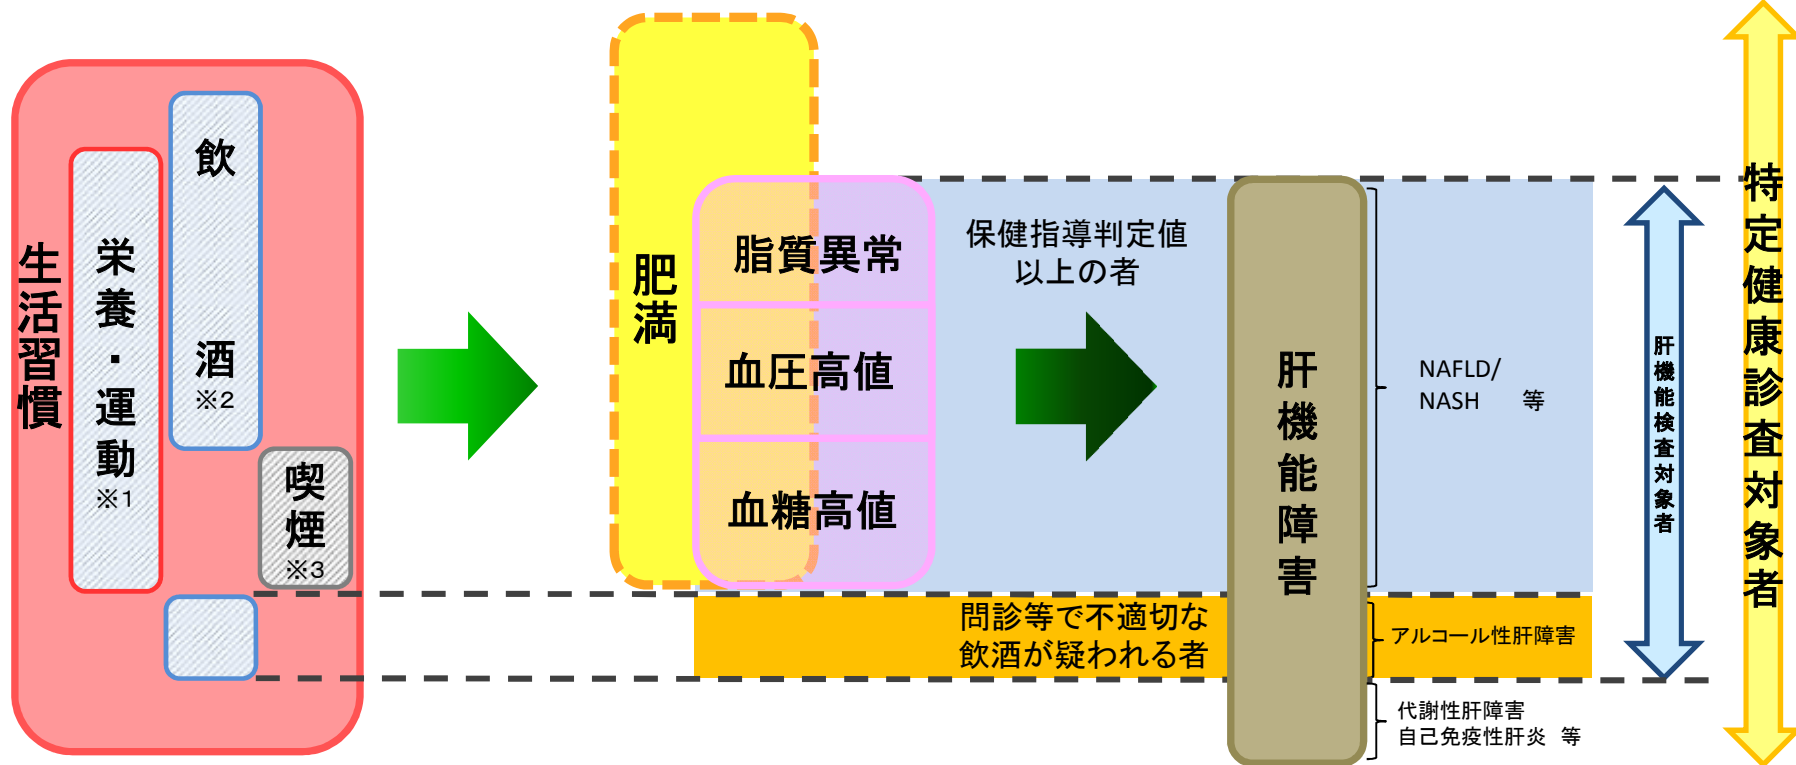 生活習慣
栄養・運動
※1
飲酒
※2
喫煙
※3
肥満
脂質異常
血圧高値
血糖高値
保健指導判定値
以上の者
問診等で不適切な
飲酒が疑われる者
肝機能障害
NAFLD/
NASH 等
アルコール性肝障害
代謝性肝障害
自己免疫性肝炎 等
肝機能検査対象者
特定健康診査対象者